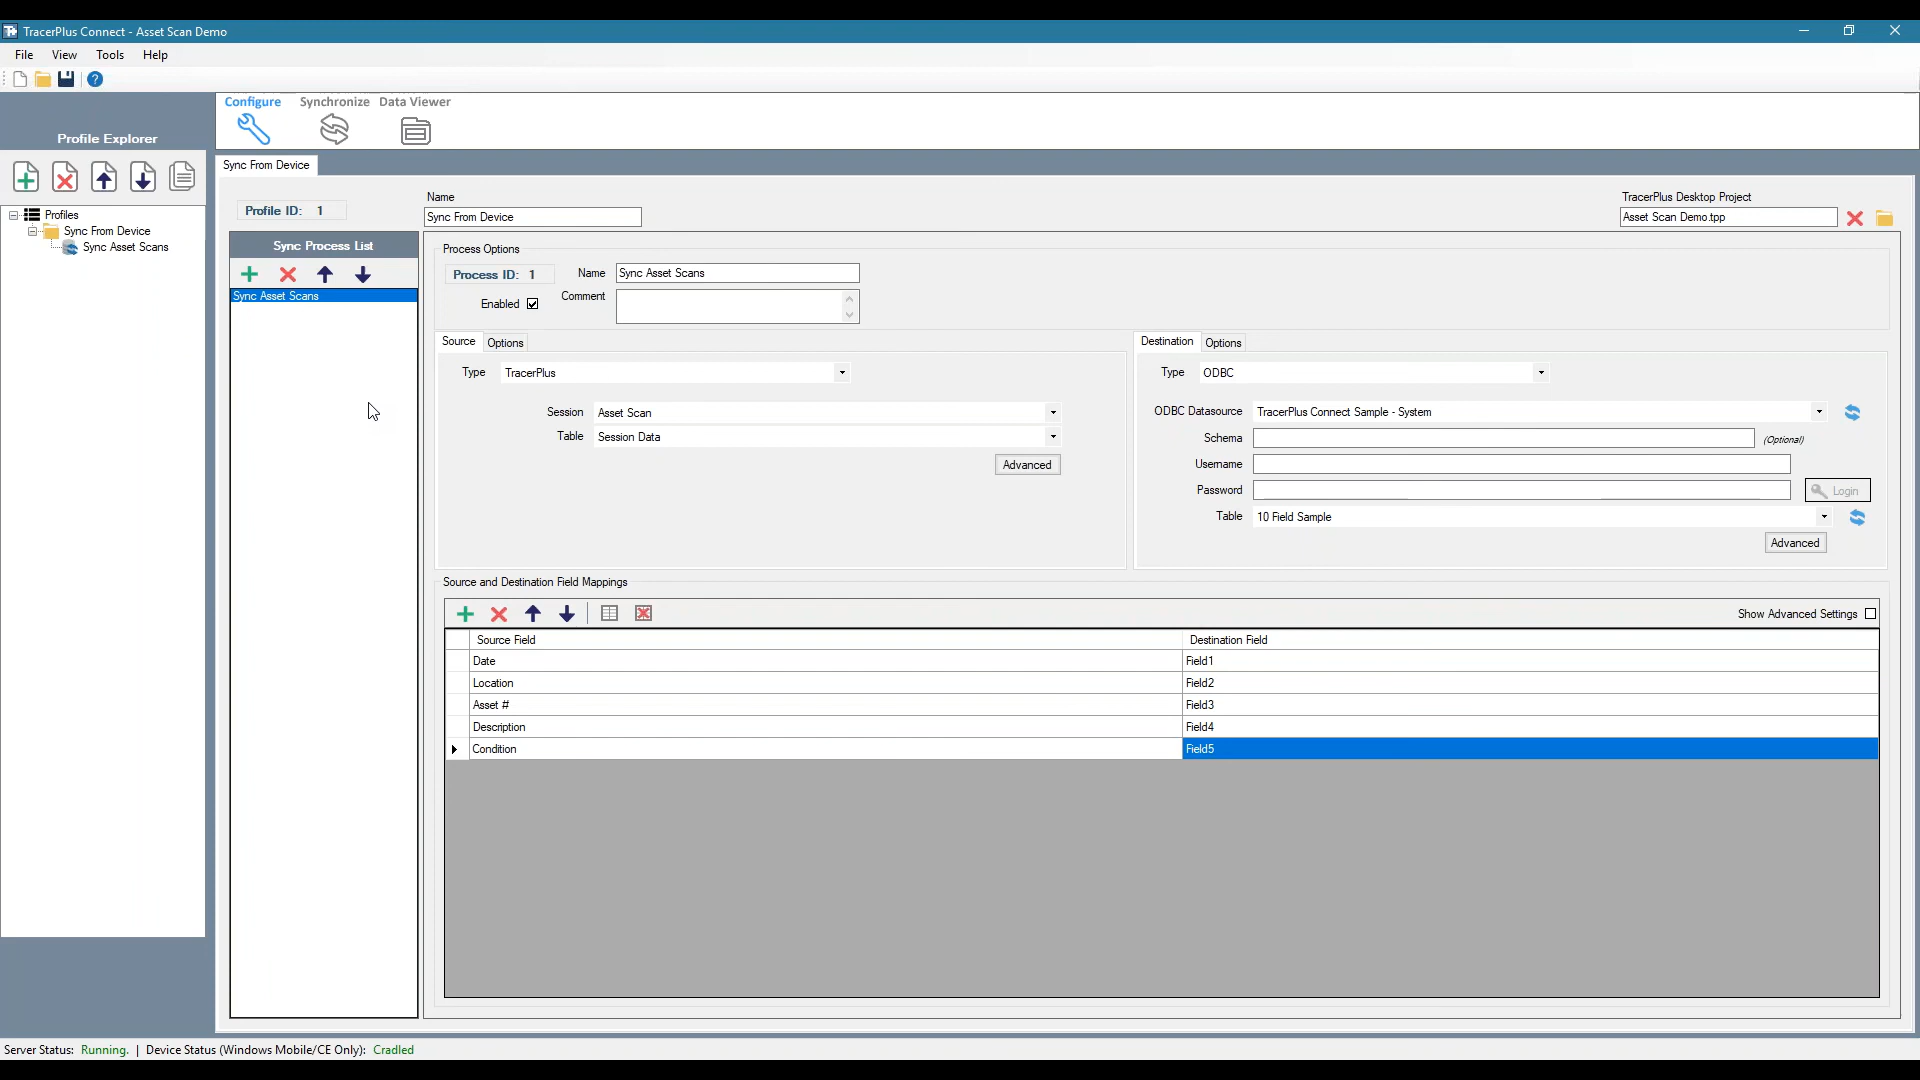 TracerPlus Connect - Asset Scan Demo
File View Tools Help
Configure Synchronize Data Viewer
Profile Explorer
Profiles
Sync From Device
Sync Asset Scans
Sync From Device
Profile ID: 1
Name
Sync From Device
TracerPlus Desktop Project
Asset Scan Demo.tpp
Sync Process List
Sync Asset Scans
Process Options
Process ID: 1 Name Sync Asset Scans
Enabled Comment
Source Options
Type TracerPlus
Session Asset Scan
Table Session Data
Advanced
Destination Options
Type ODBC
ODBC Datasource TracerPlus Connect Sample - System
Schema (Optional)
Username
Password Login
Table 10 Field Sample
Advanced
Source and Destination Field Mappings
Show Advanced Settings
Source Field Destination Field
Date Field1
Location Field2
Asset # Field3
Description Field4
Condition Field5
Server Status: Running. | Device Status (Windows Mobile/CE Only): Cradled